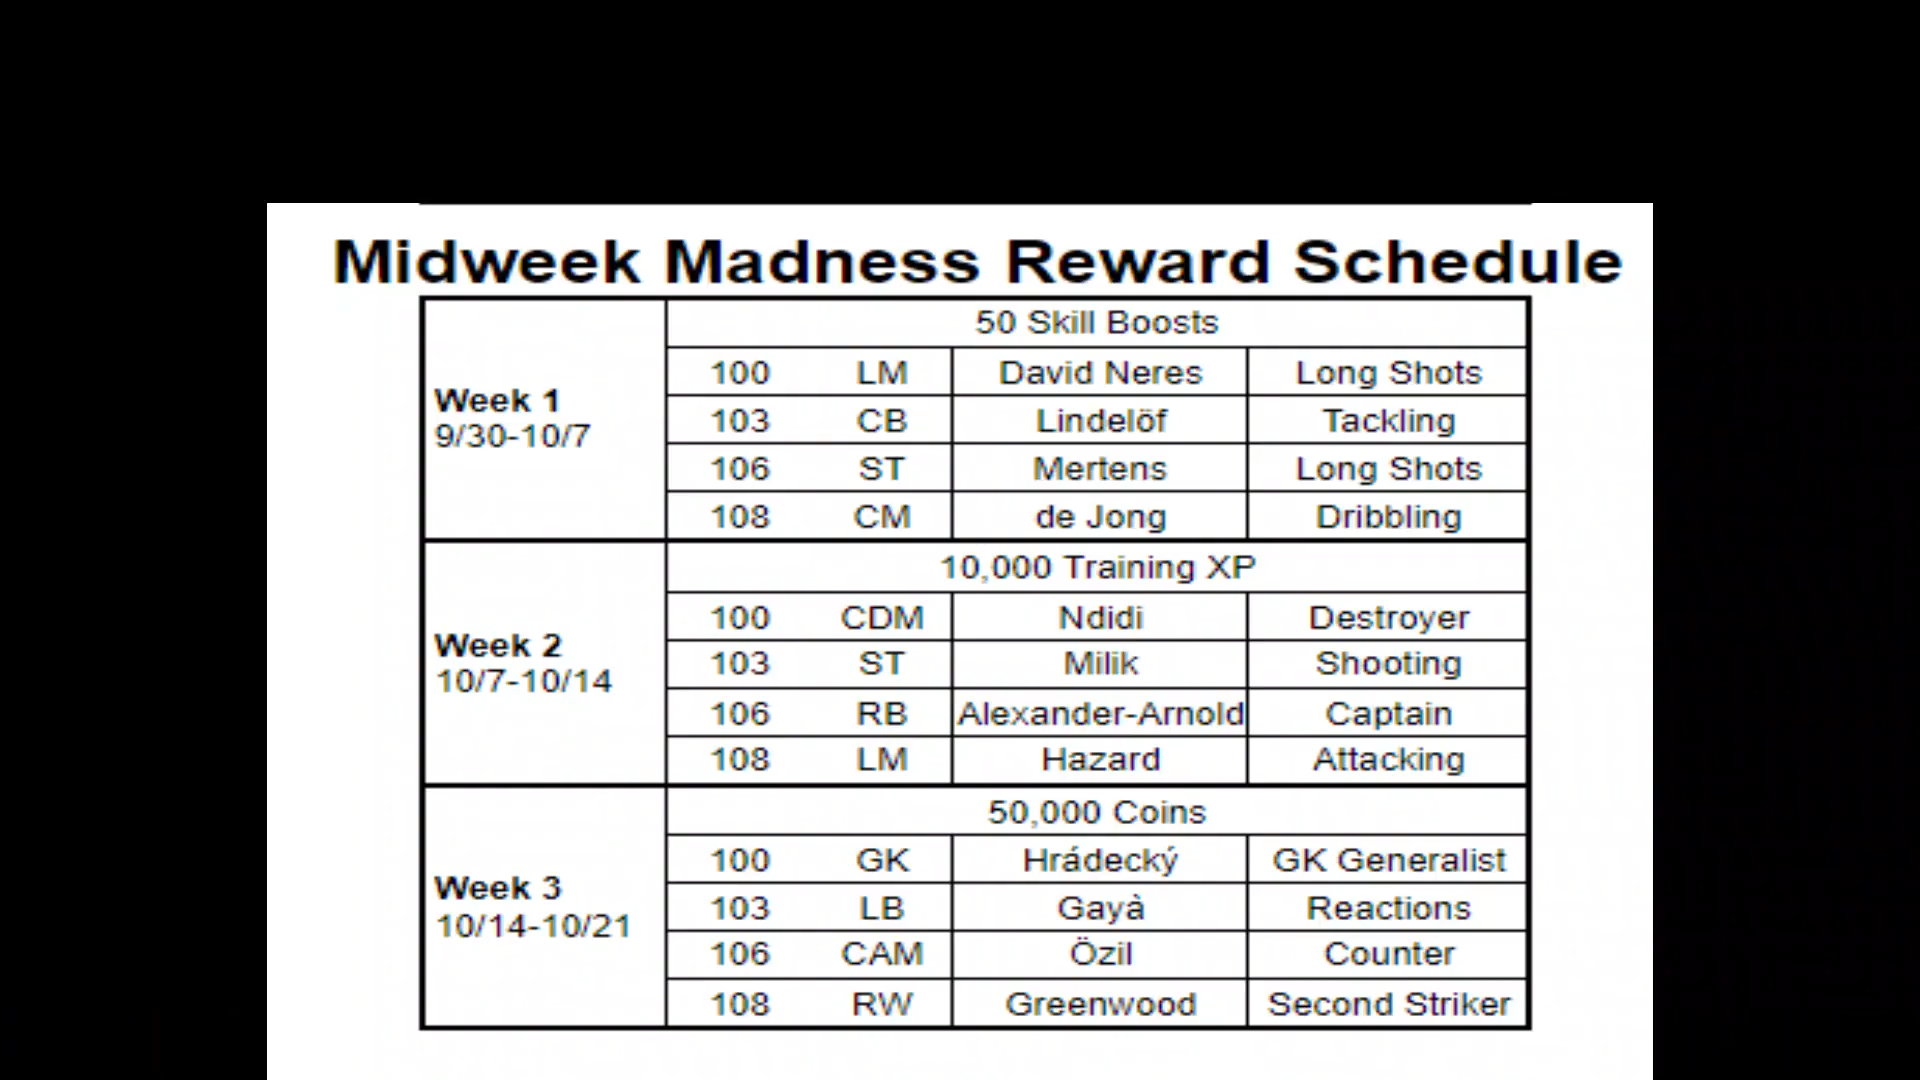 Midweek Madness Reward Schedule
Week 1
9/30-10/7
50 Skill Boosts
100 LM David Neres Long Shots
103 CB Lindelöf Tackling
106 ST Mertens Long Shots
108 CM de Jong Dribbling
Week 2
10/7-10/14
10,000 Training XP
100 CDM Ndidi Destroyer
103 ST Milik Shooting
106 RB Alexander-Arnold Captain
108 LM Hazard Attacking
Week 3
10/14-10/21
50,000 Coins
100 GK Hrádecký GK Generalist
103 LB Gayà Reactions
106 CAM Özil Counter
108 RW Greenwood Second Striker